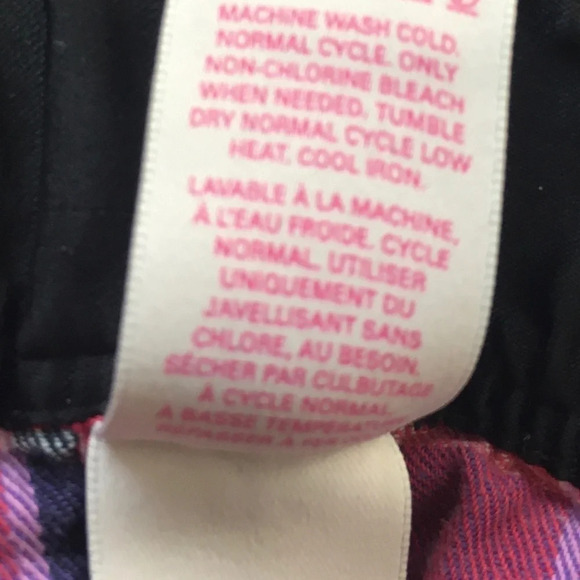 MACHINE WASH COLD,
NORMAL CYCLE. ONLY
NON-CHLORINE BLEACH
WHEN NEEDED, TUMBLE
DRY NORMAL CYCLE LOW
HEAT, COOL IRON.
LAVABLE À LA MACHINE,
À L'EAU FROIDE, CYCLE
NORMAL, UTILISER
UNIQUEMENT DU
JAVELLISANT SANS
CHLORE, AU BESOIN.
SÉCHER PAR CULBUTAGE
À CYCLE NORMAL,
À BASSE
REPASSER À